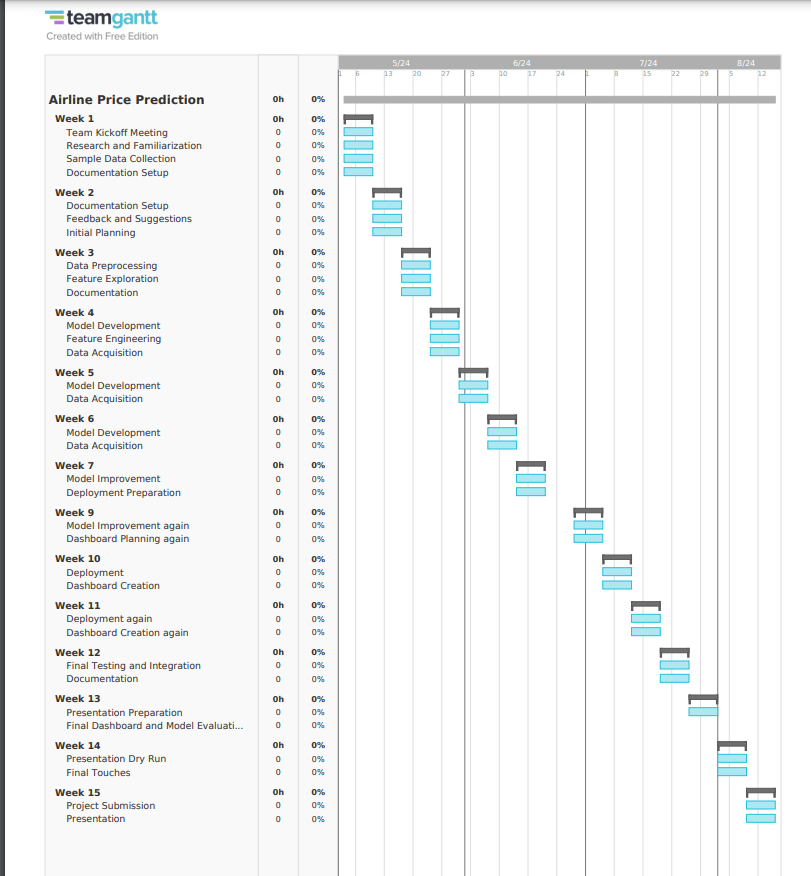 teamgantt
Created with Free Edition
5/24 6/24 7/24 8/24
1 6 13 20 27 3 10 17 24 1 8 15 22 29 5 12
Airline Price Prediction 0h 0%
Week 1 0h 0%
Team Kickoff Meeting 0 0%
Research and Familiarization 0 0%
Sample Data Collection 0 0%
Documentation Setup 0 0%
Week 2 0h 0%
Documentation Setup 0 0%
Feedback and Suggestions 0 0%
Initial Planning 0 0%
Week 3 0h 0%
Data Preprocessing 0 0%
Feature Exploration 0 0%
Documentation 0 0%
Week 4 0h 0%
Model Development 0 0%
Feature Engineering 0 0%
Data Acquisition 0 0%
Week 5 0h 0%
Model Development 0 0%
Data Acquisition 0 0%
Week 6 0h 0%
Model Development 0 0%
Data Acquisition 0 0%
Week 7 0h 0%
Model Improvement 0 0%
Deployment Preparation 0 0%
Week 9 0h 0%
Model Improvement again 0 0%
Dashboard Planning again 0 0%
Week 10 0h 0%
Deployment 0 0%
Dashboard Creation 0 0%
Week 11 0h 0%
Deployment again 0 0%
Dashboard Creation again 0 0%
Week 12 0h 0%
Final Testing and Integration 0 0%
Documentation 0 0%
Week 13 0h 0%
Presentation Preparation 0 0%
Final Dashboard and Model Evaluati... 0 0%
Week 14 0h 0%
Presentation Dry Run 0 0%
Final Touches 0 0%
Week 15 0h 0%
Project Submission 0 0%
Presentation 0 0%